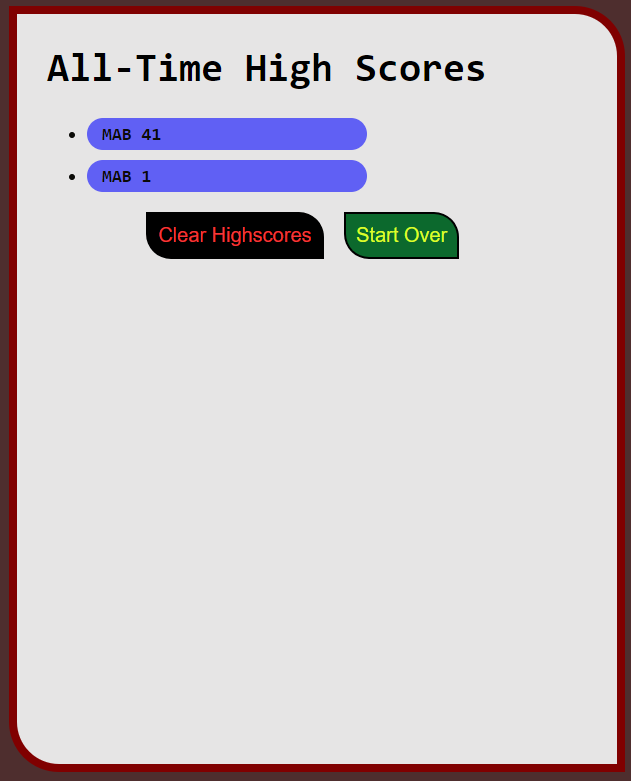 All-Time High Scores
MAB 41
MAB 1
Clear Highscores
Start Over